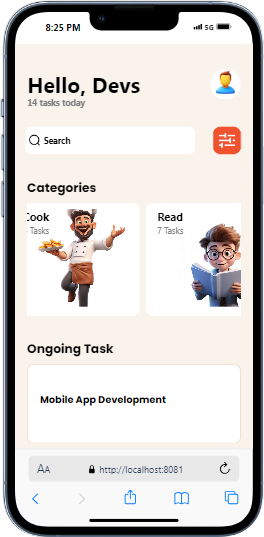 8:25 PM
5G
Hello, Devs
14 tasks today
Search
Categories
Cook
Tasks
Read
7 Tasks
Ongoing Task
Mobile App Development
AA
http://localhost:8081